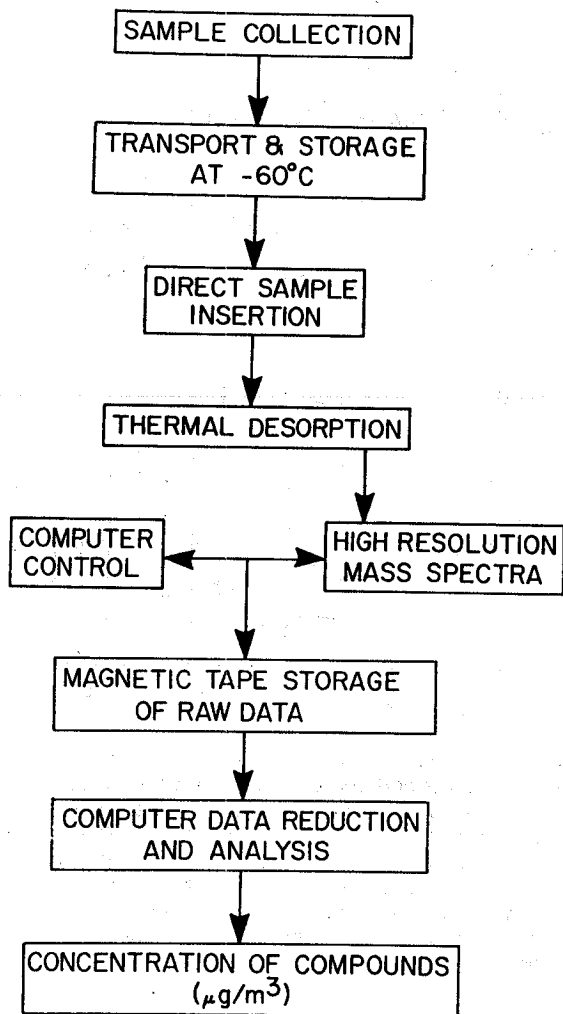 SAMPLE COLLECTION
TRANSPORT & STORAGE
AT -60°C
DIRECT SAMPLE
INSERTION
THERMAL DESORPTION
COMPUTER
CONTROL
HIGH RESOLUTION
MASS SPECTRA
MAGNETIC TAPE STORAGE
OF RAW DATA
COMPUTER DATA REDUCTION
AND ANALYSIS
CONCENTRATION OF COMPOUNDS
(μg/m³)